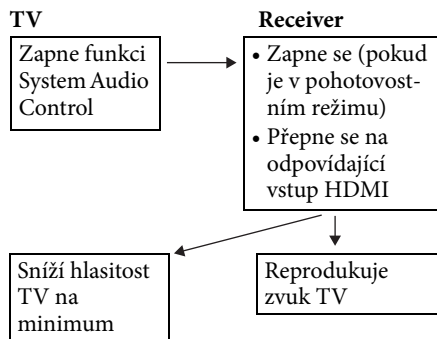 TV
Receiver
Zapne funkci
System Audio
Control
• Zapne se (pokud
je v pohotovost-
ním režimu)
• Přepne se na
odpovídající
vstup HDMI
Sníží hlasitost
TV na
minimum
Reprodukuje
zvuk TV